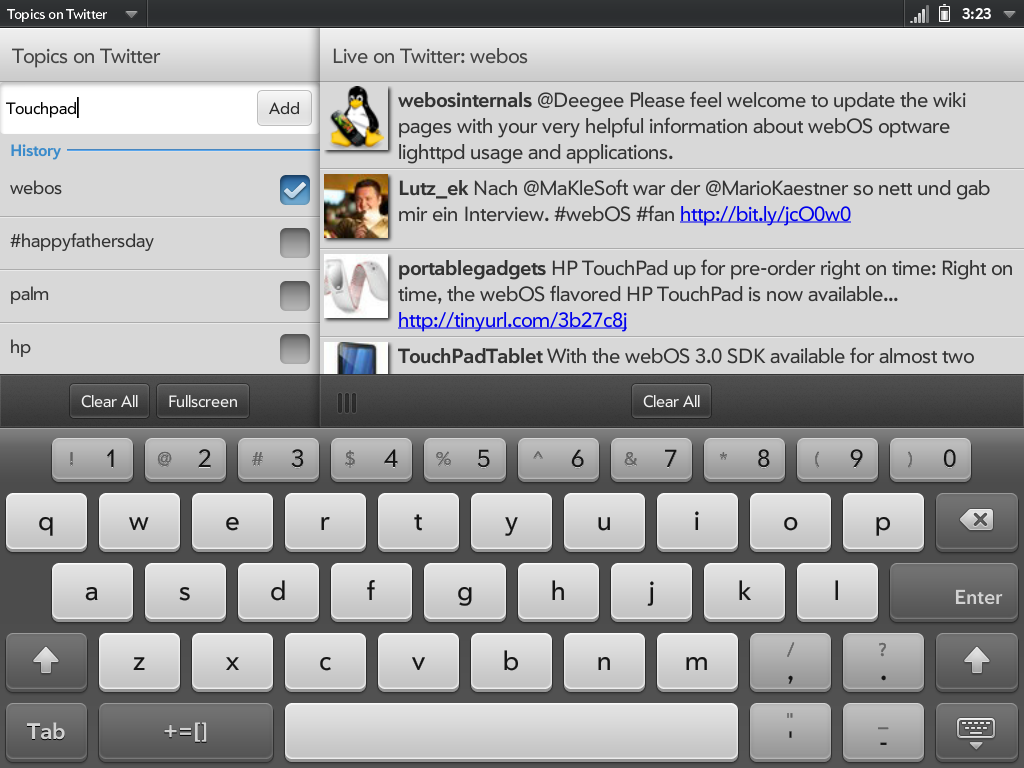 Topics on Twitter
3:23
Topics on Twitter
Touchpad
Add
History
webos
#happyfathersday
palm
hp
Clear All
Fullscreen
Live on Twitter: webos
webosinternals @Deegee Please feel welcome to update the wiki
pages with your very helpful information about webOS optware
lighttpd usage and applications.
Lutz_ek Nach @MaKleSoft war der @MarioKaestner so nett und gab
mir ein Interview. #webOS #fan http://bit.ly/jcO0w0
portablegadgets HP TouchPad up for pre-order right on time: Right on
time, the webOS flavored HP TouchPad is now available...
http://tinyurl.com/3b27c8j
TouchPadTablet With the webOS 3.0 SDK available for almost two
Clear All
! 1 @ 2 # 3 $ 4 % 5 ^ 6 & 7 * 8 ( 9 ) 0
q w e r t y u i o p
a s d f g h j k l Enter
z x c v b n m / , ? .
Tab +=[] " ' _ -